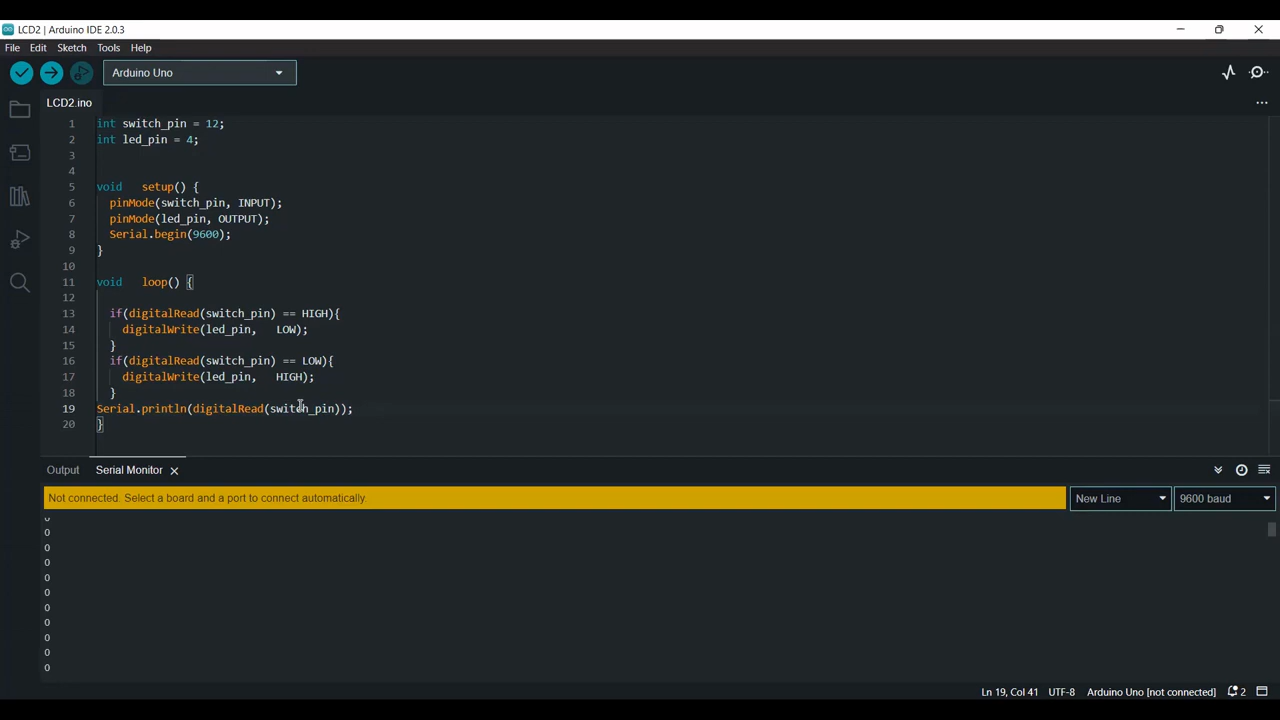 LCD2 | Arduino IDE 2.0.3
File Edit Sketch Tools Help
Arduino Uno
LCD2.ino
1 int switch_pin = 12;
2 int led_pin = 4;
3
4
5 void setup() {
6 pinMode(switch_pin, INPUT);
7 pinMode(led_pin, OUTPUT);
8 Serial.begin(9600);
9 }
10
11 void loop() {
12
13 if(digitalRead(switch_pin) == HIGH){
14 digitalWrite(led_pin, LOW);
15 }
16 if(digitalRead(switch_pin) == LOW){
17 digitalWrite(led_pin, HIGH);
18 }
19 Serial.println(digitalRead(switch_pin));
20 }
Output Serial Monitor
Not connected. Select a board and a port to connect automatically. New Line 9600 baud
0
0
0
0
0
0
0
0
0
0
0
Ln 19, Col 41 UTF-8 Arduino Uno [not connected] 2